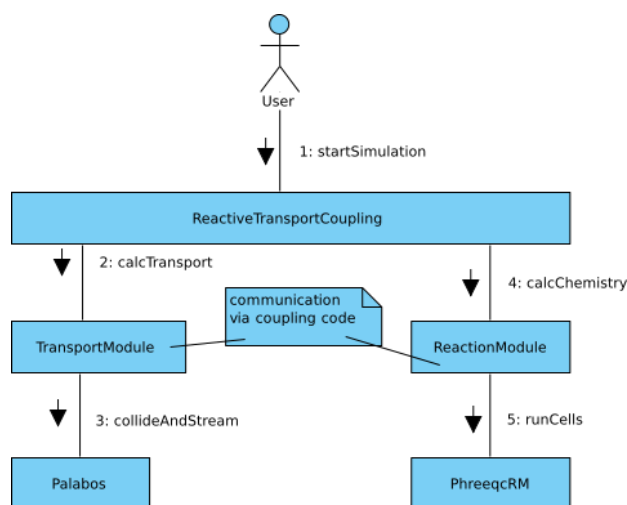 User
1: startSimulation
ReactiveTransportCoupling
2: calcTransport
4: calcChemistry
communication
via coupling code
TransportModule
ReactionModule
3: collideAndStream
5: runCells
Palabos
PhreeqcRM